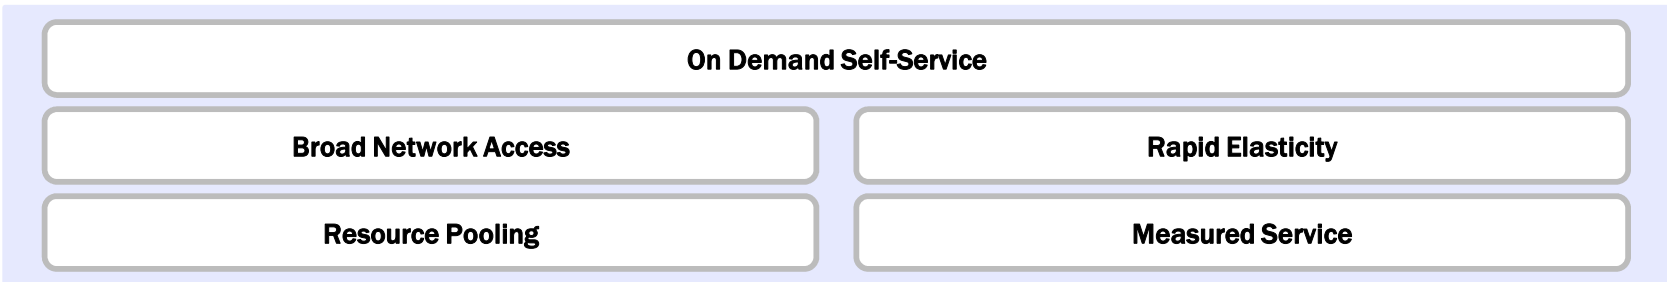 On Demand Self-Service
Broad Network Access
Rapid Elasticity
Resource Pooling
Measured Service